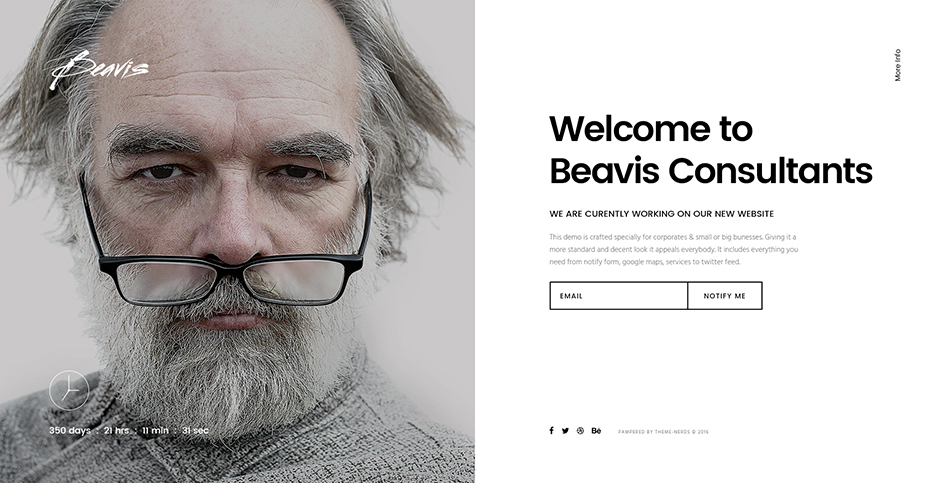 Beavis
350 days : 21 hrs : 11 min : 31 sec
More Info
Welcome to
Beavis Consultants
WE ARE CURENTLY WORKING ON OUR NEW WEBSITE
This demo is crafted specially for corporates & small or big bunesses. Giving it a
more standard and decent look it appeals everybody. It includes everything you
need from notify form, google maps, services to twitter feed.
EMAIL
NOTIFY ME
PAMPERED BY THEME-NERDS © 2016